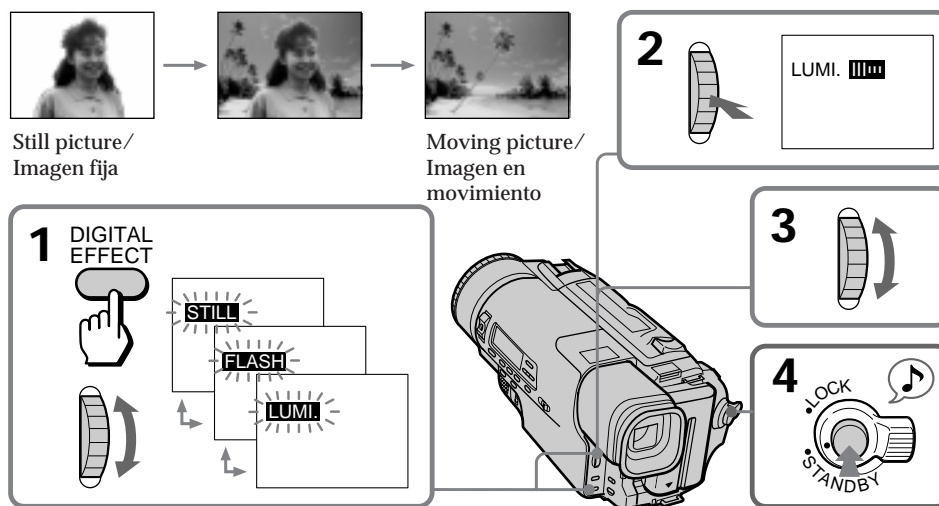 Still picture/
Imagen fija
Moving picture/
Imagen en
movimiento
2
LUMI.
1
DIGITAL
EFFECT
STILL
FLASH
LUMI.
3
4
•LOCK
•STANDBY